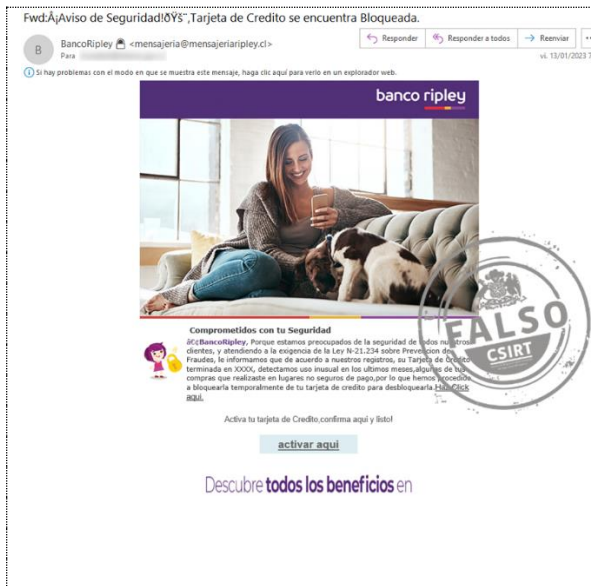 Fwd:Â¡Aviso de Seguridad!ðŸš¨,Tarjeta de Credito se encuentra Bloqueada.
B
BancoRipley <mensajeria@mensajeriaripley.cl>
Para
Responder
Responder a todos
Reenviar
vi. 13/01/2023 7
Si hay problemas con el modo en que se muestra este mensaje, haga clic aquí para verlo en un explorador web.
banco ripley
Comprometidos con tu Seguridad
BancoRipley, Porque estamos preocupados de la seguridad de todos nuestros
clientes, y atendiendo a la exigencia de la Ley N-21.234 sobre Prevencion de
Fraudes, le informamos que de acuerdo a nuestros registros, su Tarjeta de Credito
terminada en XXXX, detectamos uso inusual en los ultimos meses,algunas de tus
compras que realizaste en lugares no seguros de pago,por lo que hemos procedido
a bloquearla temporalmente de tu tarjeta de credito para desbloquearla.Haz Click
aqui.
FALSO
CSIRT
Activa tu tarjeta de Credito,confirma aqui y listo!
activar aqui
Descubre todos los beneficios en